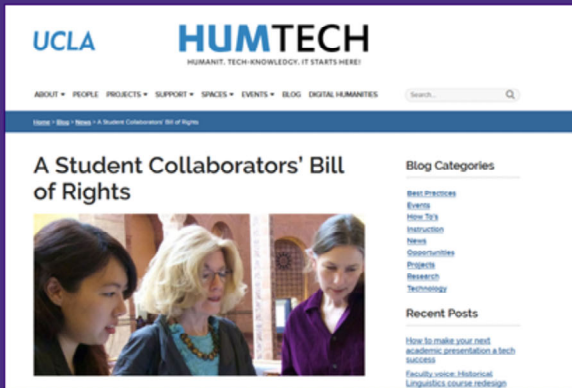 UCLA
HUMTECH
HUMANIT. TECH-KNOWLEDGY. IT STARTS HERE!
ABOUT PEOPLE PROJECTS SUPPORT SPACES EVENTS BLOG DIGITAL HUMANITIES
Search...
Home > Blog > News > A Student Collaborators' Bill of Rights
A Student Collaborators' Bill
of Rights
Blog Categories
Best Practices
Events
How To's
Instruction
News
Opportunities
Projects
Research
Technology
Recent Posts
How to make your next
academic presentation a tech
success
Faculty voice: Historical
Linguistics course redesign